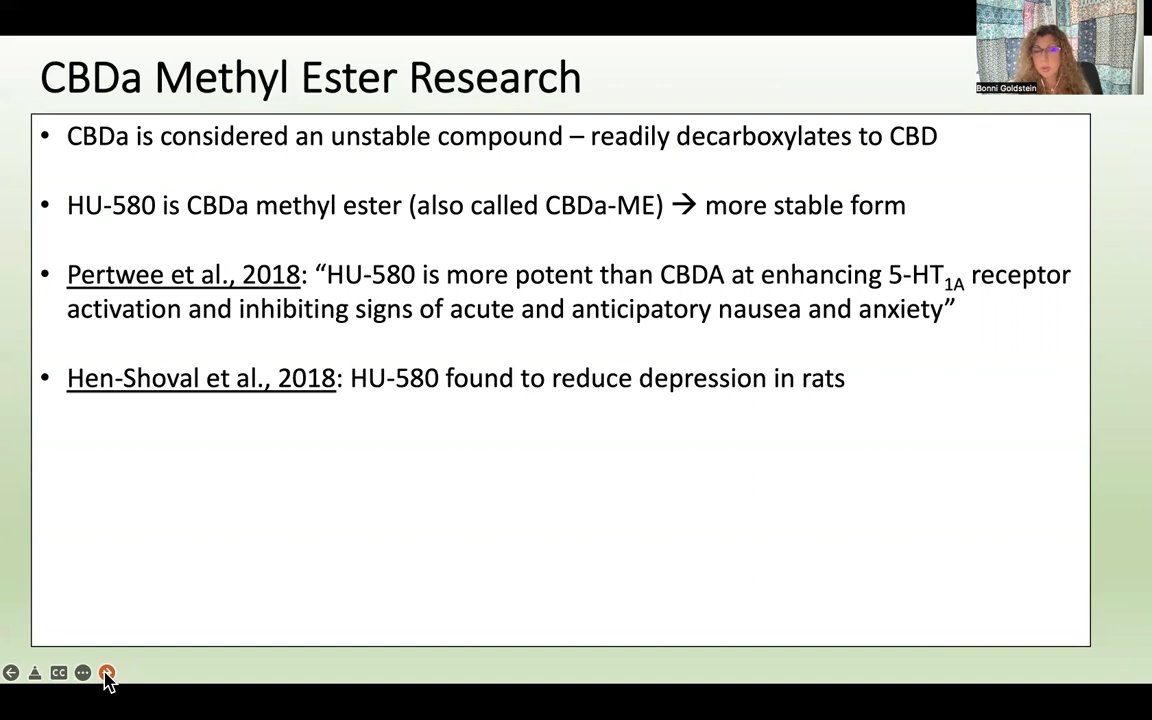 CBDa Methyl Ester Research
Bonni Goldstein
• CBDa is considered an unstable compound – readily decarboxylates to CBD
• HU-580 is CBDa methyl ester (also called CBDa-ME) → more stable form
• Pertwee et al., 2018: “HU-580 is more potent than CBDA at enhancing 5-HT1A receptor
activation and inhibiting signs of acute and anticipatory nausea and anxiety”
• Hen-Shoval et al., 2018: HU-580 found to reduce depression in rats
CC